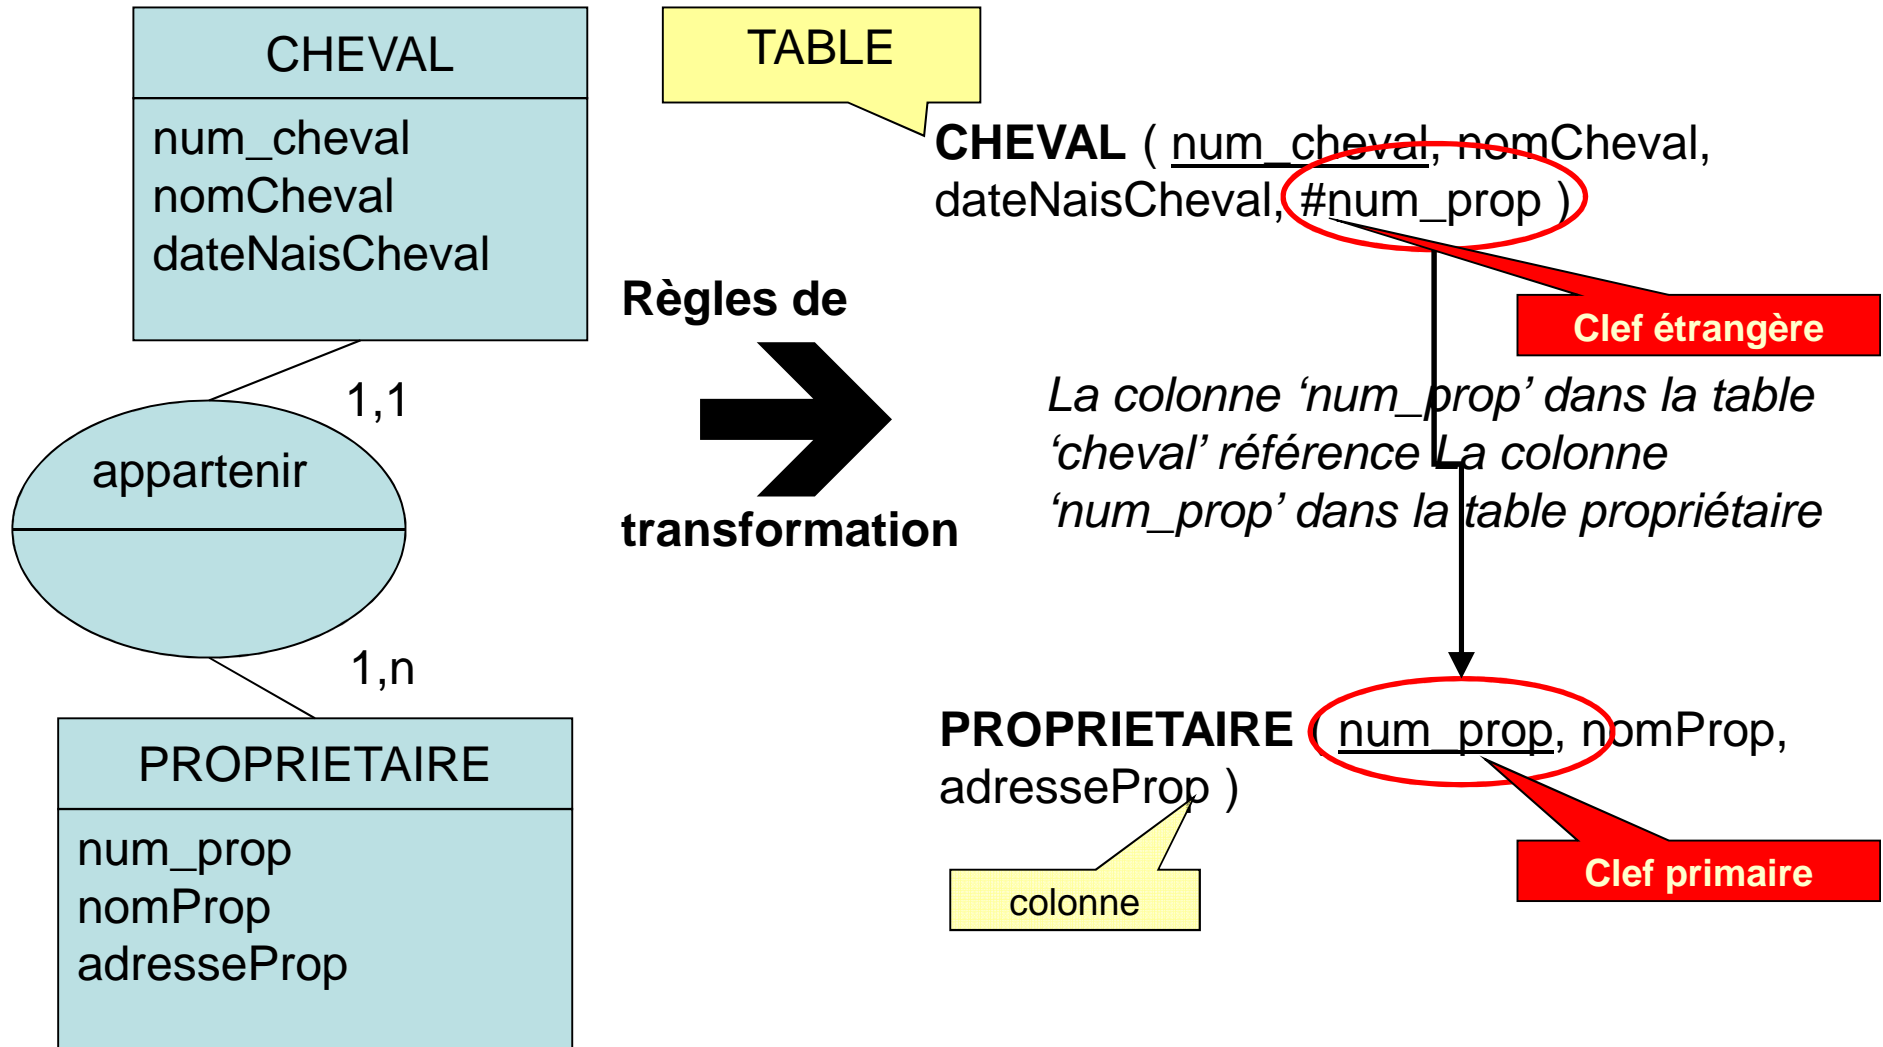 CHEVAL
num_cheval
nomCheval
dateNaisCheval
1,1
appartenir
1,n
PROPRIETAIRE
num_prop
nomProp
adresseProp
Règles de
transformation
TABLE
CHEVAL ( num_cheval, nomCheval,
dateNaisCheval, #num_prop )
Clef étrangère
La colonne ‘num_prop’ dans la table
‘cheval’ référence La colonne
‘num_prop’ dans la table propriétaire
PROPRIETAIRE ( num_prop, nomProp,
adresseProp )
Clef primaire
colonne